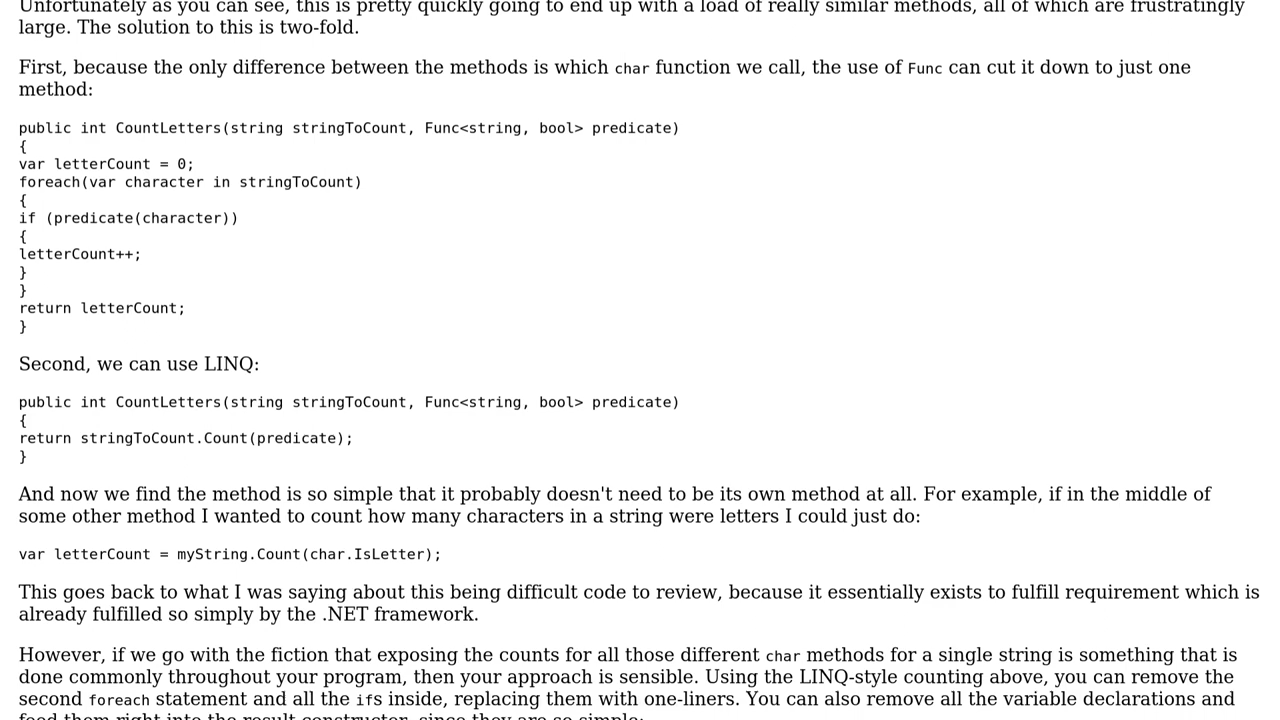 Unfortunately as you can see, this is pretty quickly going to end up with a load of really similar methods, all of which are frustratingly
large. The solution to this is two-fold.
First, because the only difference between the methods is which char function we call, the use of Func can cut it down to just one
method:
public int CountLetters(string stringToCount, Func<string, bool> predicate)
{
var letterCount = 0;
foreach(var character in stringToCount)
{
if (predicate(character))
{
letterCount++;
}
}
return letterCount;
}
Second, we can use LINQ:
public int CountLetters(string stringToCount, Func<string, bool> predicate)
{
return stringToCount.Count(predicate);
}
And now we find the method is so simple that it probably doesn't need to be its own method at all. For example, if in the middle of
some other method I wanted to count how many characters in a string were letters I could just do:
var letterCount = myString.Count(char.IsLetter);
This goes back to what I was saying about this being difficult code to review, because it essentially exists to fulfill requirement which is
already fulfilled so simply by the .NET framework.
However, if we go with the fiction that exposing the counts for all those different char methods for a single string is something that is
done commonly throughout your program, then your approach is sensible. Using the LINQ-style counting above, you can remove the
second foreach statement and all the ifs inside, replacing them with one-liners. You can also remove all the variable declarations and
feed them right into the result constructor, since they are so simple: